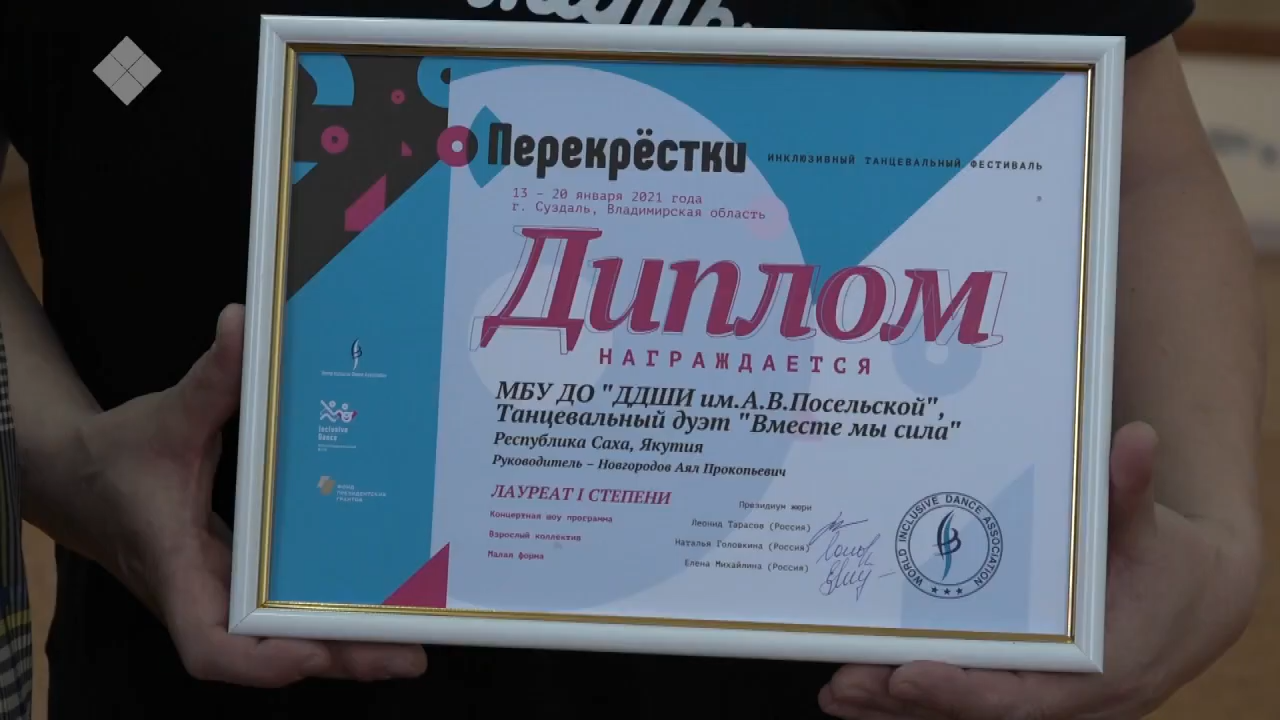 Перекрёстки
ИНКЛЮЗИВНЫЙ ТАНЦЕВАЛЬНЫЙ ФЕСТИВАЛЬ
13 – 20 января 2021 года
г. Суздаль, Владимирская область
Диплом
НАГРАЖДАЕТСЯ
МБУ ДО "ДДШИ им.А.В.Посельской",
Танцевальный дуэт "Вместе мы сила"
Республика Саха, Якутия
Руководитель – Новгородов Аял Прокопьевич
ЛАУРЕАТ I СТЕПЕНИ
Концертная шоу программа
Взрослый коллектив
Малая форма
Президиум жюри
Леонид Тарасов (Россия)
Наталья Головкина (Россия)
Елена Михайлина (Россия)
WORLD INCLUSIVE DANCE ASSOCIATION
Inclusive
Dance
ФОНД
ПРЕЗИДЕНТСКИХ
ГРАНТОВ